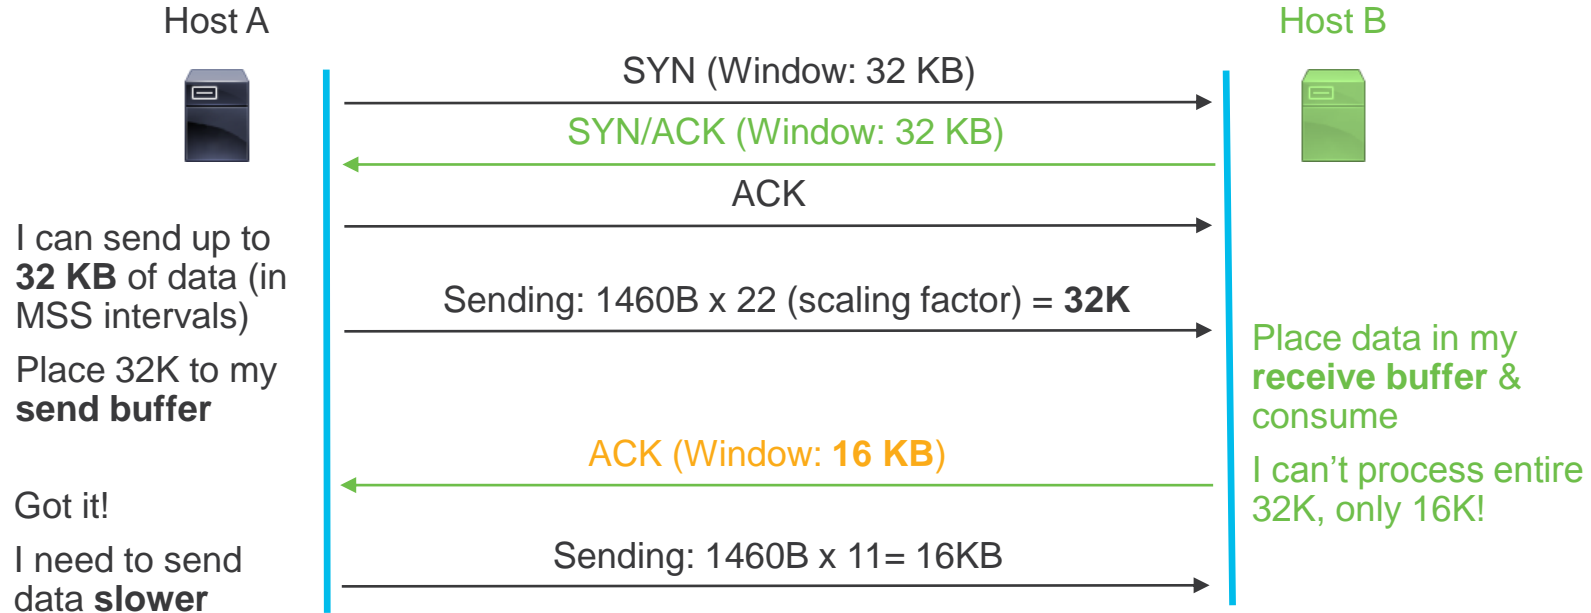 Host A
Host B
SYN (Window: 32 KB)
SYN/ACK (Window: 32 KB)
ACK
I can send up to
32 KB of data (in
MSS intervals)
Sending: 1460B x 22 (scaling factor) = 32K
Place 32K to my
send buffer
Place data in my
receive buffer &
consume
ACK (Window: 16 KB)
I can’t process entire
32K, only 16K!
Got it!
I need to send
data slower
Sending: 1460B x 11= 16KB